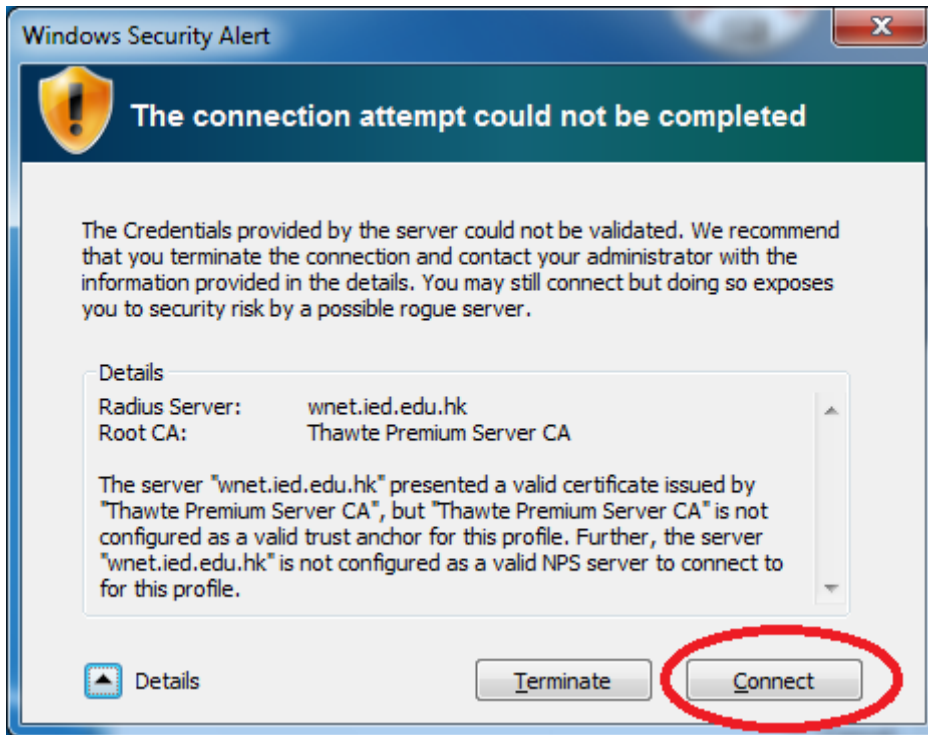 Windows Security Alert
The connection attempt could not be completed
The Credentials provided by the server could not be validated. We recommend
that you terminate the connection and contact your administrator with the
information provided in the details. You may still connect but doing so exposes
you to security risk by a possible rogue server.
Details
Radius Server: wnet.ied.edu.hk
Root CA: Thawte Premium Server CA
The server "wnet.ied.edu.hk" presented a valid certificate issued by
"Thawte Premium Server CA", but "Thawte Premium Server CA" is not
configured as a valid trust anchor for this profile. Further, the server
"wnet.ied.edu.hk" is not configured as a valid NPS server to connect to
for this profile.
Details Terminate Connect